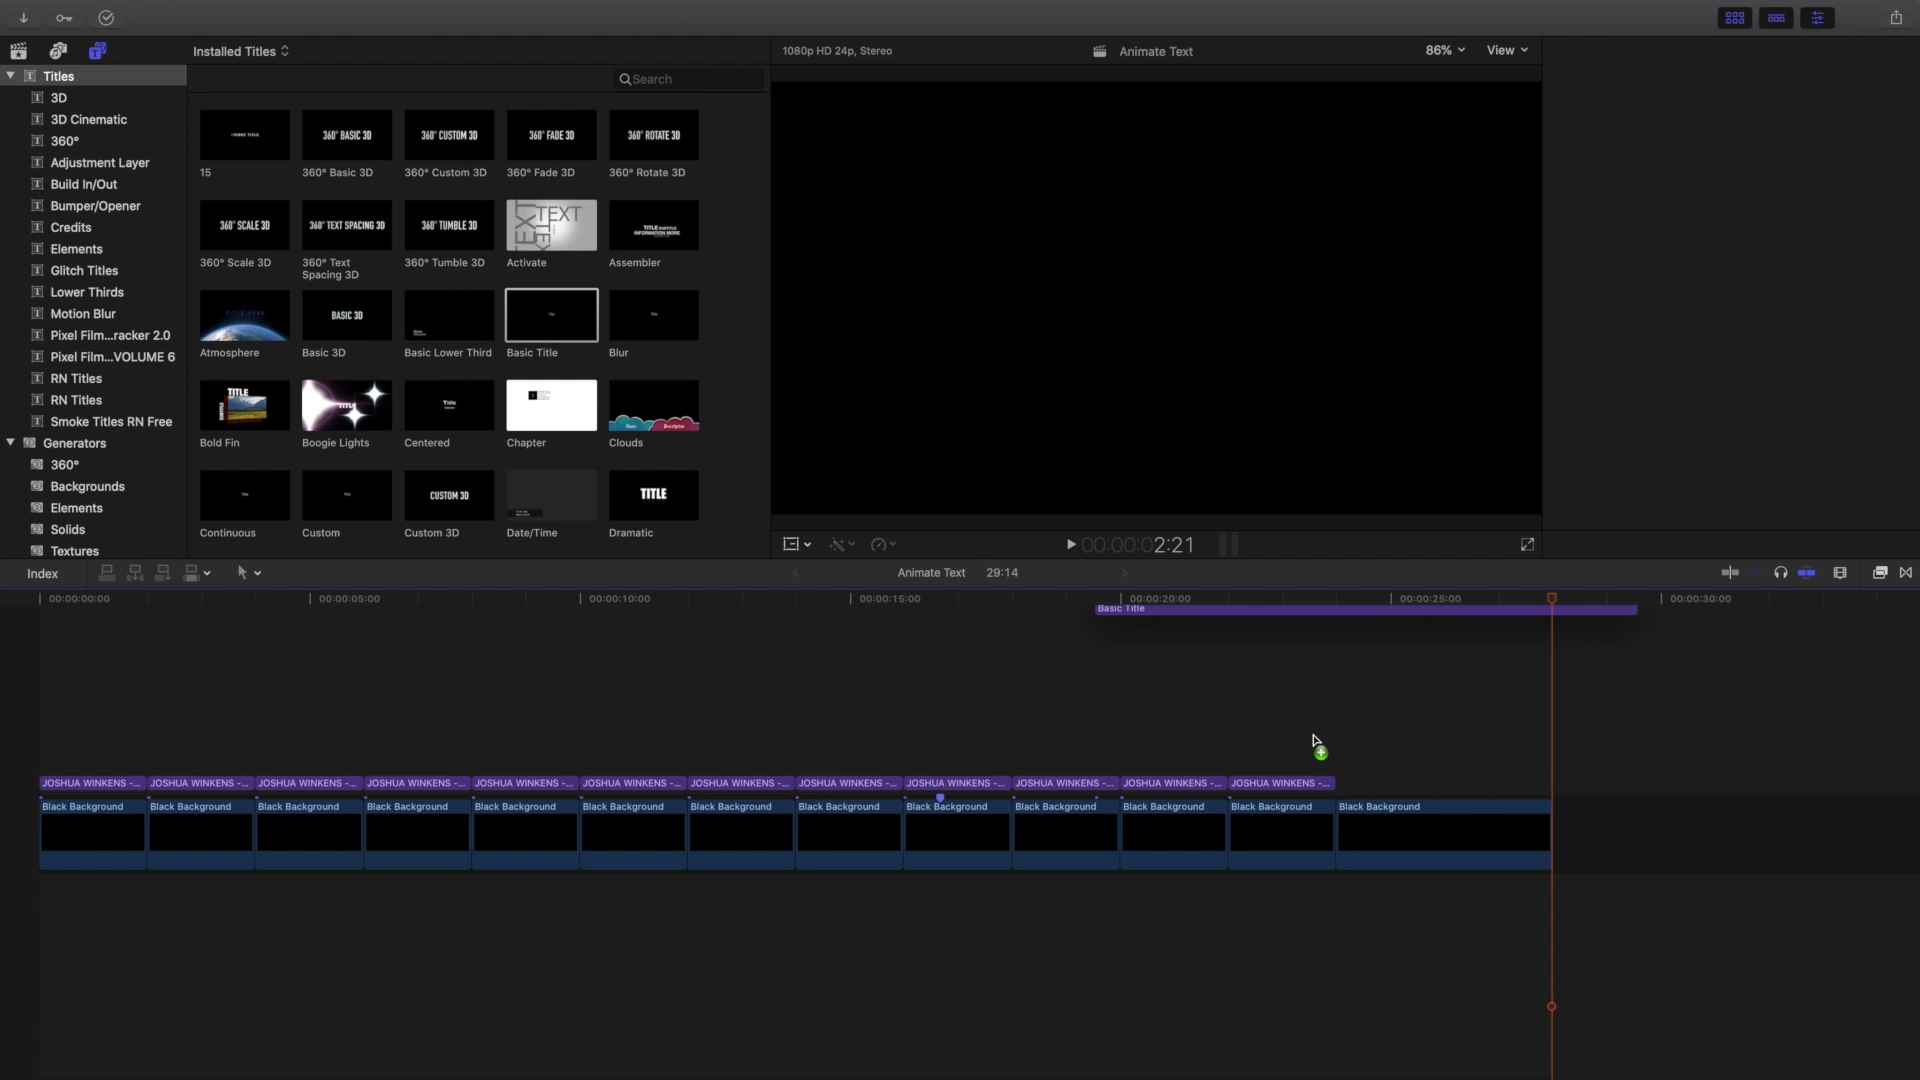 Installed Titles
1080p HD 24p, Stereo
Animate Text
86%
View
Titles
3D
3D Cinematic
360°
Adjustment Layer
Build In/Out
Bumper/Opener
Credits
Elements
Glitch Titles
Lower Thirds
Motion Blur
Pixel Film...racker 2.0
Pixel Film...VOLUME 6
RN Titles
RN Titles
Smoke Titles RN Free
Generators
360°
Backgrounds
Elements
Solids
Textures
Search
360° BASIC 3D
360° CUSTOM 3D
360° FADE 3D
360° ROTATE 3D
15
360° Basic 3D
360° Custom 3D
360° Fade 3D
360° Rotate 3D
360° SCALE 3D
360° TEXT SPACING 3D
360° TUMBLE 3D
TEXT
TITLE SUBTITLE
INFORMATION MORE
360° Scale 3D
360° Text
Spacing 3D
360° Tumble 3D
Activate
Assembler
TITLE HERE
BASIC 3D
Title
Title
Atmosphere
Basic 3D
Basic Lower Third
Basic Title
Blur
TITLE
TITLE
Title
Bold Fin
Boogie Lights
Centered
Chapter
Clouds
Title
Title
CUSTOM 3D
TITLE
Continuous
Custom
Custom 3D
Date/Time
Dramatic
00:00:02:21
Index
Animate Text
29:14
00:00:00:00
00:00:05:00
00:00:10:00
00:00:15:00
00:00:20:00
00:00:25:00
00:00:30:00
Basic Title
JOSHUA WINKENS -...
JOSHUA WINKENS -...
JOSHUA WINKENS -...
JOSHUA WINKENS -...
JOSHUA WINKENS -...
JOSHUA WINKENS -...
JOSHUA WINKENS -...
JOSHUA WINKENS -...
JOSHUA WINKENS -...
JOSHUA WINKENS -...
JOSHUA WINKENS -...
JOSHUA WINKENS -...
Black Background
Black Background
Black Background
Black Background
Black Background
Black Background
Black Background
Black Background
Black Background
Black Background
Black Background
Black Background
Black Background